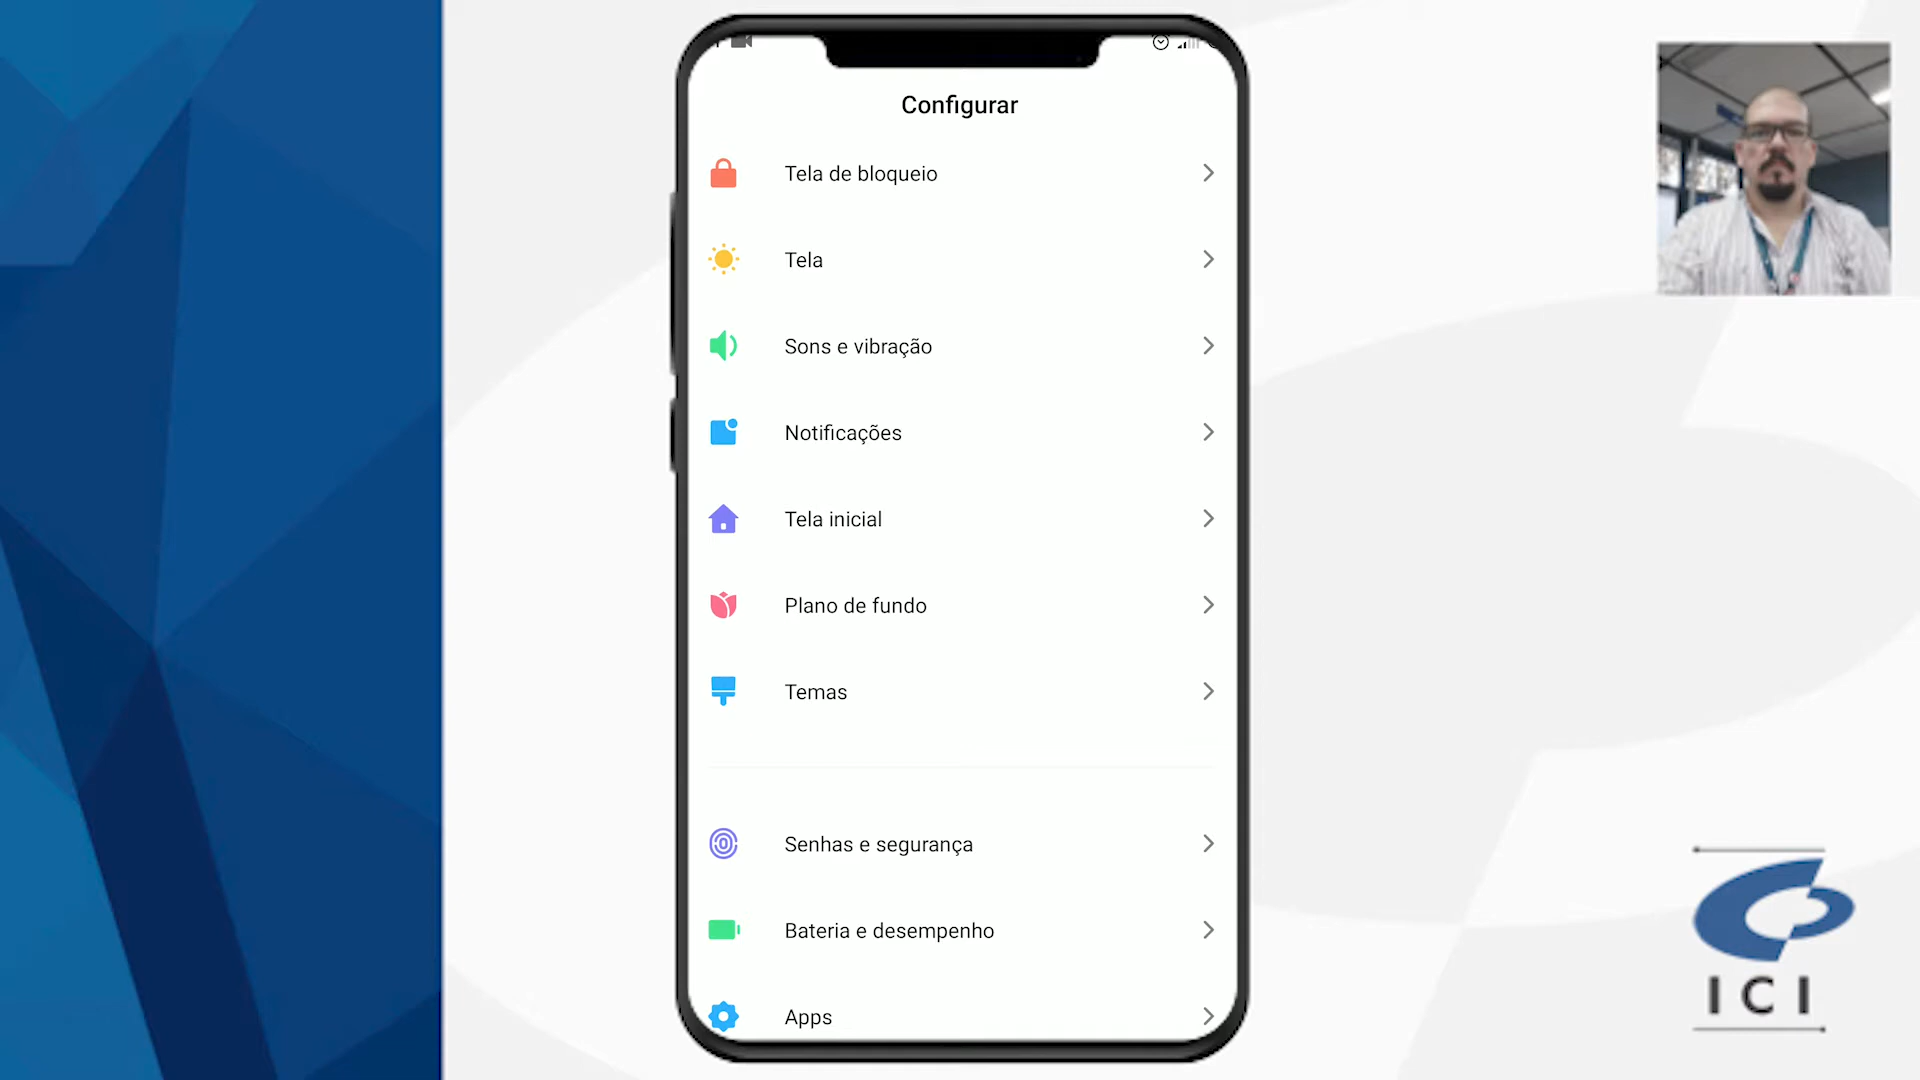 Configurar
Tela de bloqueio
Tela
Sons e vibração
Notificações
Tela inicial
Plano de fundo
Temas
Senhas e segurança
Bateria e desempenho
Apps
ICI